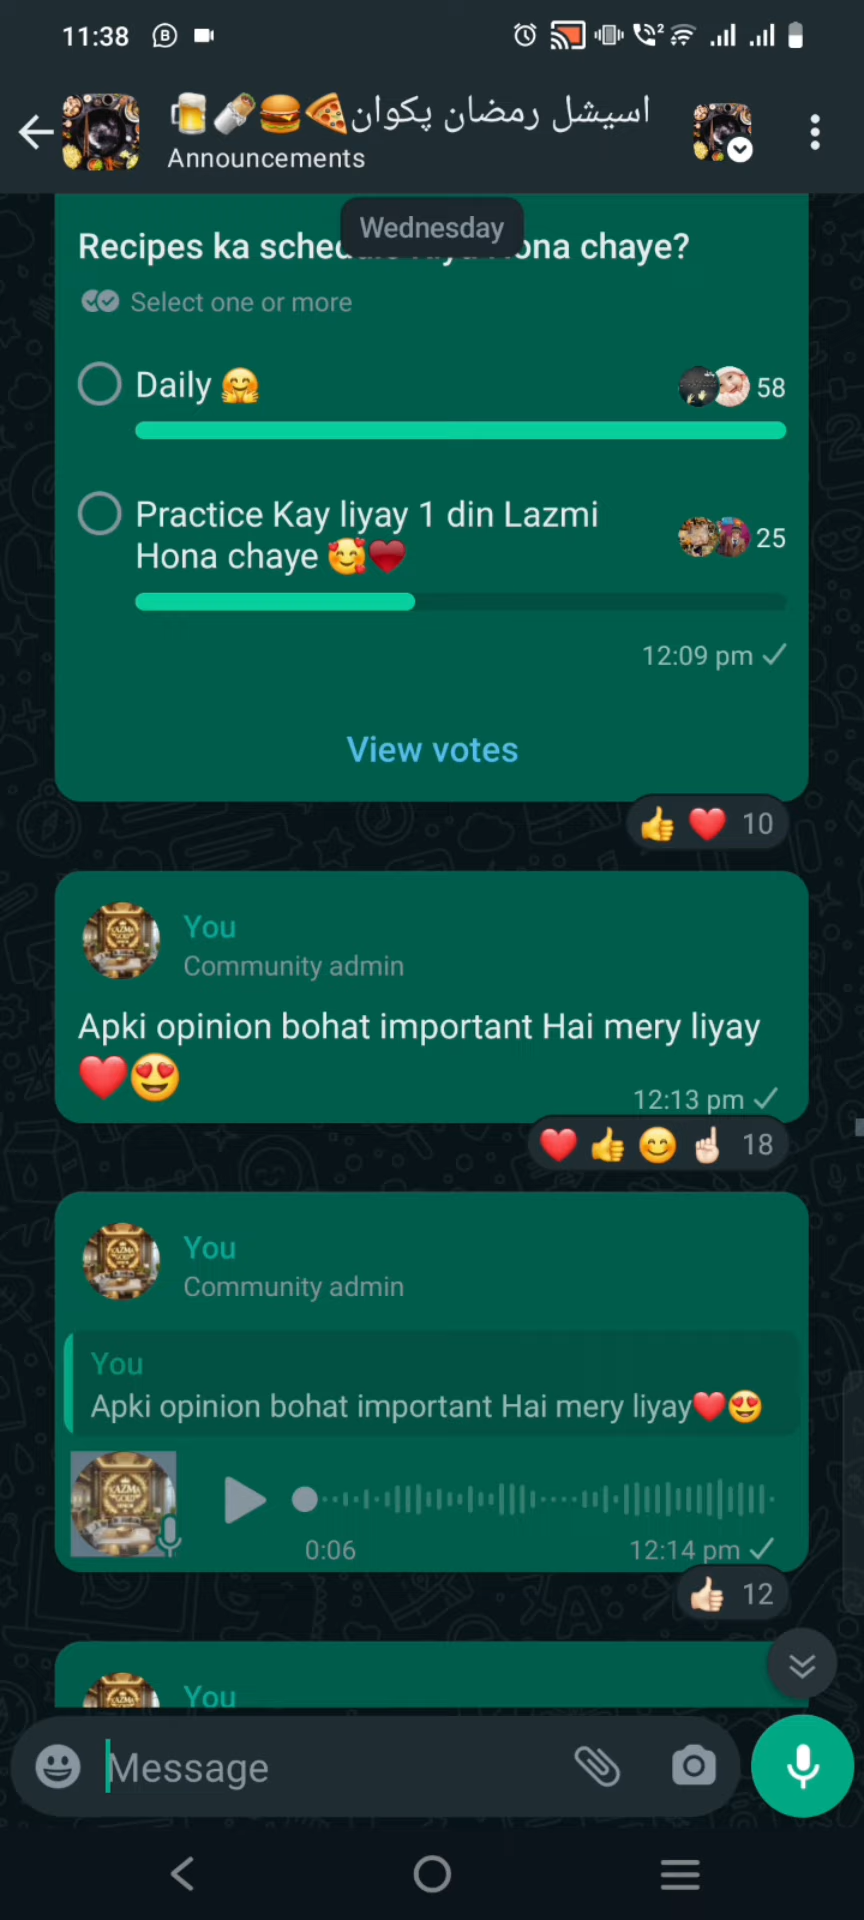 11:38
اسپیشل رمضان پکوان🍕🍔🌯🍺
Announcements
Wednesday
Recipes ka schedule Kiya Hona chaye?
Select one or more
Daily 🤗
58
Practice Kay liyay 1 din Lazmi
Hona chaye 🥰♥️
25
12:09 pm
View votes
👍 ❤️ 10
You
Community admin
Apki opinion bohat important Hai mery liyay
❤️😍
12:13 pm
❤️ 👍 😊 ☝🏻 18
You
Community admin
You
Apki opinion bohat important Hai mery liyay❤️😍
0:06
12:14 pm
👍🏻 12
You
Message